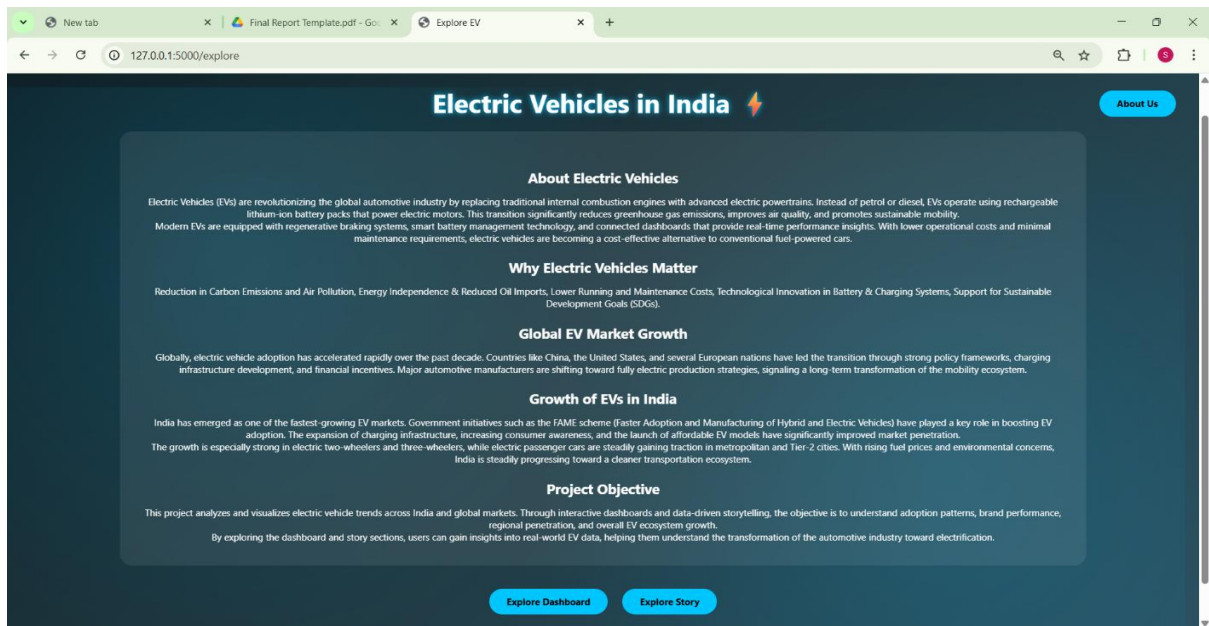 New tab
Final Report Template.pdf - Goo
Explore EV
127.0.0.1:5000/explore
S
Electric Vehicles in India
About Us
About Electric Vehicles
Electric Vehicles (EVs) are revolutionizing the global automotive industry by replacing traditional internal combustion engines with advanced electric powertrains. Instead of petrol or diesel, EVs operate using rechargeable
lithium-ion battery packs that power electric motors. This transition significantly reduces greenhouse gas emissions, improves air quality, and promotes sustainable mobility.
Modern EVs are equipped with regenerative braking systems, smart battery management technology, and connected dashboards that provide real-time performance insights. With lower operational costs and minimal
maintenance requirements, electric vehicles are becoming a cost-effective alternative to conventional fuel-powered cars.
Why Electric Vehicles Matter
Reduction in Carbon Emissions and Air Pollution, Energy Independence & Reduced Oil Imports, Lower Running and Maintenance Costs, Technological Innovation in Battery & Charging Systems, Support for Sustainable
Development Goals (SDGs).
Global EV Market Growth
Globally, electric vehicle adoption has accelerated rapidly over the past decade. Countries like China, the United States, and several European nations have led the transition through strong policy frameworks, charging
infrastructure development, and financial incentives. Major automotive manufacturers are shifting toward fully electric production strategies, signaling a long-term transformation of the mobility ecosystem.
Growth of EVs in India
India has emerged as one of the fastest-growing EV markets. Government initiatives such as the FAME scheme (Faster Adoption and Manufacturing of Hybrid and Electric Vehicles) have played a key role in boosting EV
adoption. The expansion of charging infrastructure, increasing consumer awareness, and the launch of affordable EV models have significantly improved market penetration.
The growth is especially strong in electric two-wheelers and three-wheelers, while electric passenger cars are steadily gaining traction in metropolitan and Tier-2 cities. With rising fuel prices and environmental concerns,
India is steadily progressing toward a cleaner transportation ecosystem.
Project Objective
This project analyzes and visualizes electric vehicle trends across India and global markets. Through interactive dashboards and data-driven storytelling, the objective is to understand adoption patterns, brand performance,
regional penetration, and overall EV ecosystem growth.
By exploring the dashboard and story sections, users can gain insights into real-world EV data, helping them understand the transformation of the automotive industry toward electrification.
Explore Dashboard
Explore Story